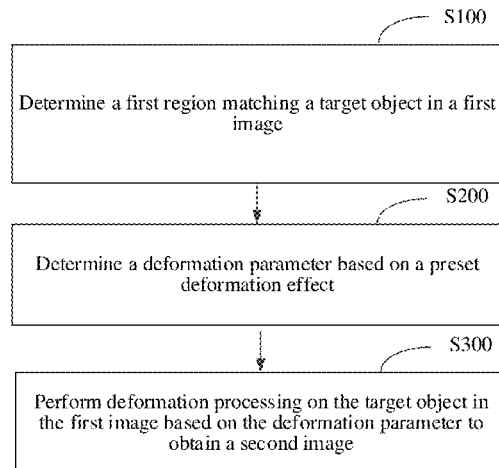 S100
Determine a first region matching a target object in a first
image
S200
Determine a deformation parameter based on a preset
deformation effect
S300
Perform deformation processing on the target object in
the first image based on the deformation parameter to
obtain a second image